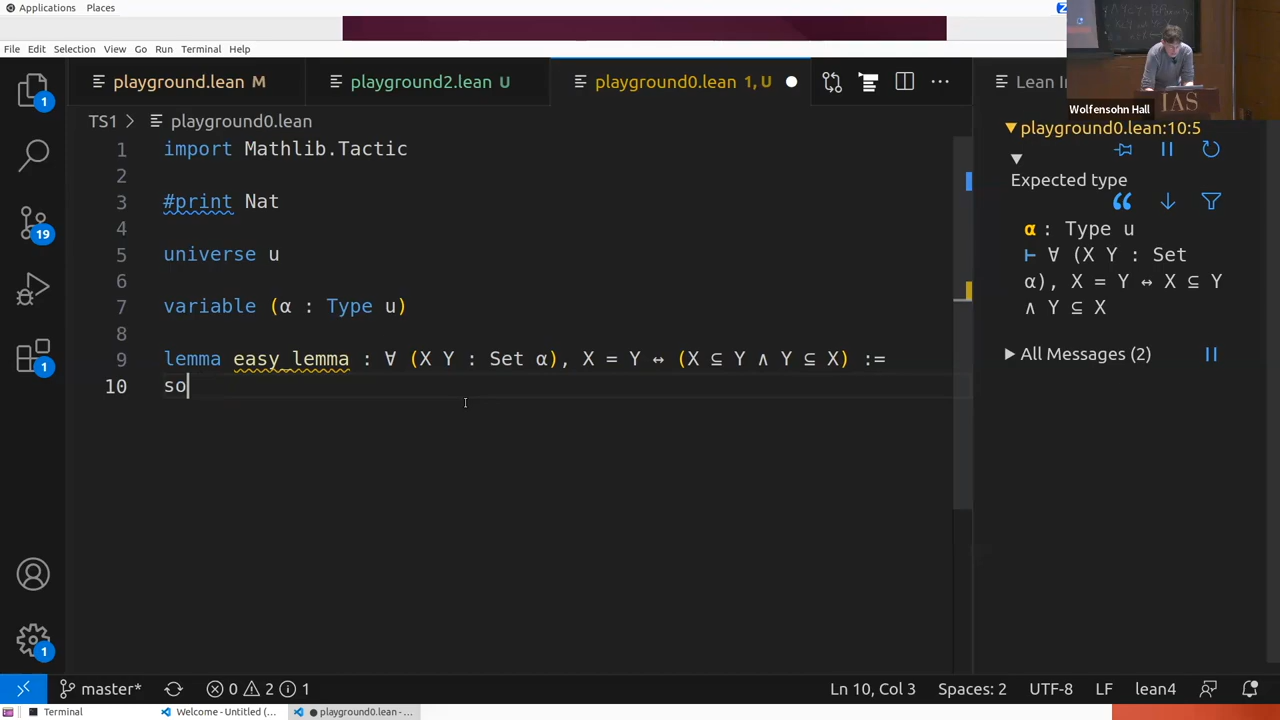 Applications Places
File Edit Selection View Go Run Terminal Help
playground.lean M playground2.lean U playground0.lean 1, U Lean In
Wolfensohn Hall
IAS
TS1 > playground0.lean
1 import Mathlib.Tactic
2
3 #print Nat
4
5 universe u
6
7 variable (α : Type u)
8
9 lemma easy_lemma : ∀ (X Y : Set α), X = Y ↔ (X ⊆ Y ∧ Y ⊆ X) :=
10 so
playground0.lean:10:5
Expected type
α : Type u
⊢ ∀ (X Y : Set
α), X = Y ↔ X ⊆ Y
∧ Y ⊆ X
All Messages (2)
1
19
1
1
master* 0 2 1 Ln 10, Col 3 Spaces: 2 UTF-8 LF lean4
Terminal Welcome - Untitled (... ● playground0.lean - ...